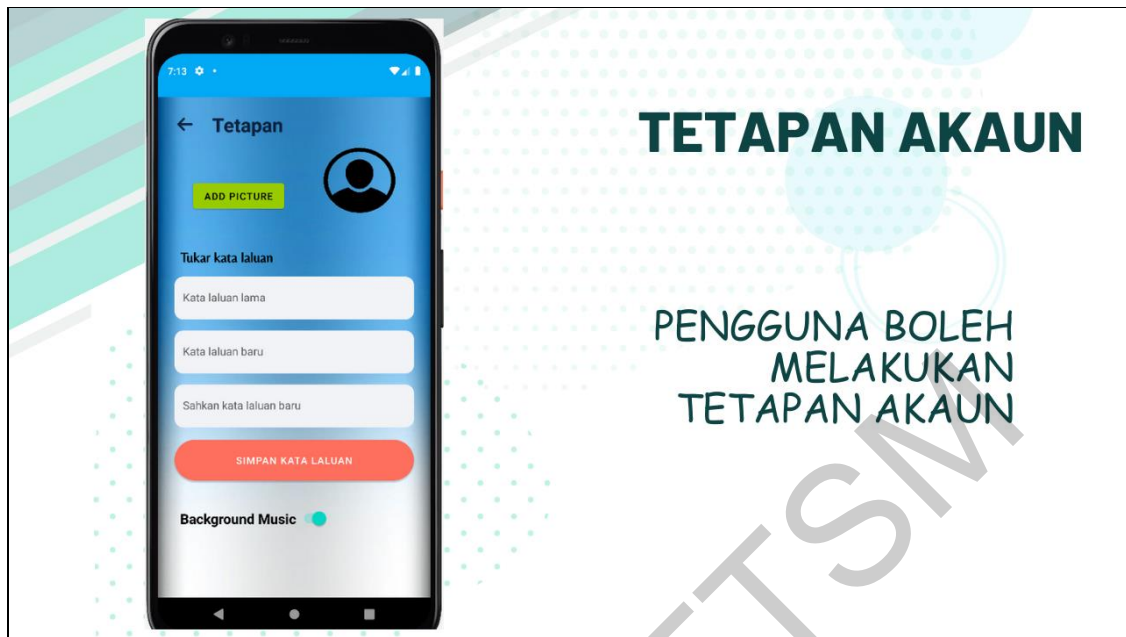 7:13
Tetapan
ADD PICTURE
Tukar kata laluan
Kata laluan lama
Kata laluan baru
Sahkan kata laluan baru
SIMPAN KATA LALUAN
Background Music
TETAPAN AKAUN
PENGGUNA BOLEH
MELAKUKAN
TETAPAN AKAUN
FTSM